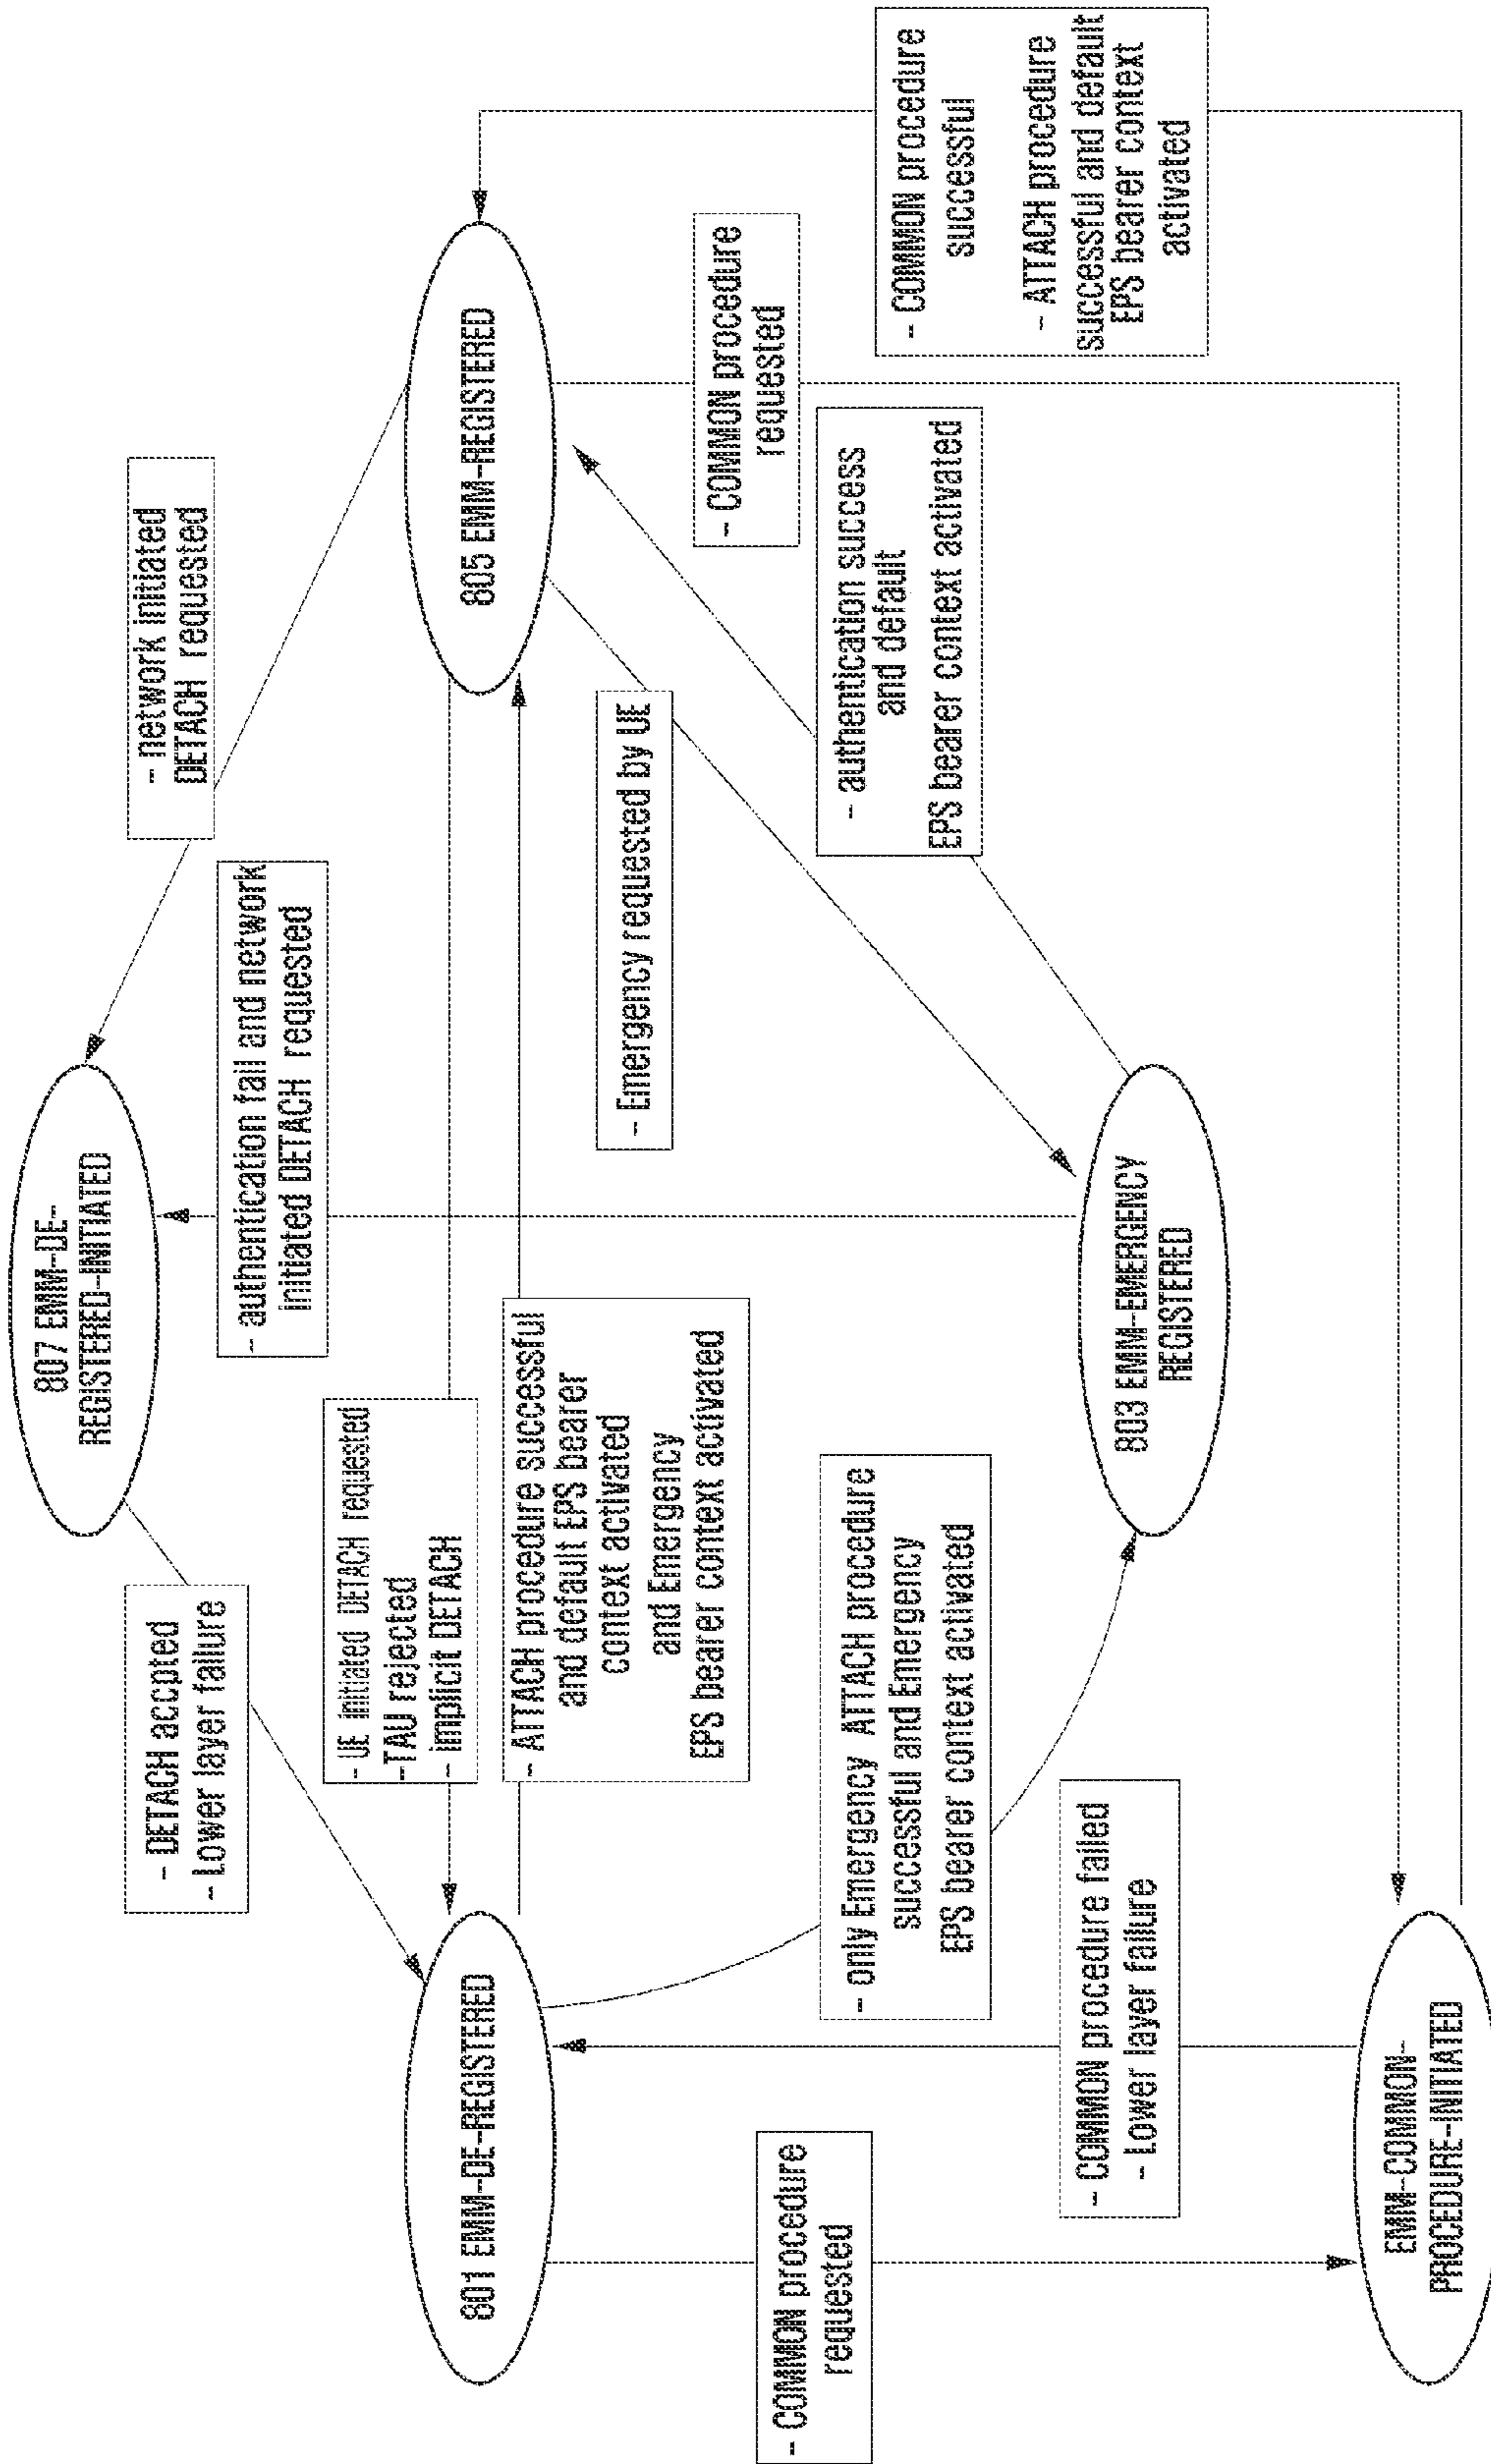 807 EMM-DE-
REGISTERED-INITIATED
- DETACH accpted
- Lower layer failure
- network initiated
DETACH requested
- authentication fail and network
initiated DETACH requested
- UE initiated DETACH requested
-TAU rejected
- implicit DETACH
801 EMM-DE-REGISTERED
805 EMM-REGISTERED
- ATTACH procedure successful
and default EPS bearer
context activated
and Emergency
EPS bearer context activated
- Emergency requested by UE
- COMMON procedure
requested
- COMMON procedure
requested
- only Emergency ATTACH procedure
successful and Emergency
EPS bearer context activated
- authentication success
and default
EPS bearer context activated
- COMMON procedure
successful
- ATTACH procedure
successful and default
EPS bearer context
activated
- COMMON procedure failed
- Lower layer failure
803 EMM-EMERGENCY
REGISTERED
EMM-COMMON-
PROCEDURE-INITIATED